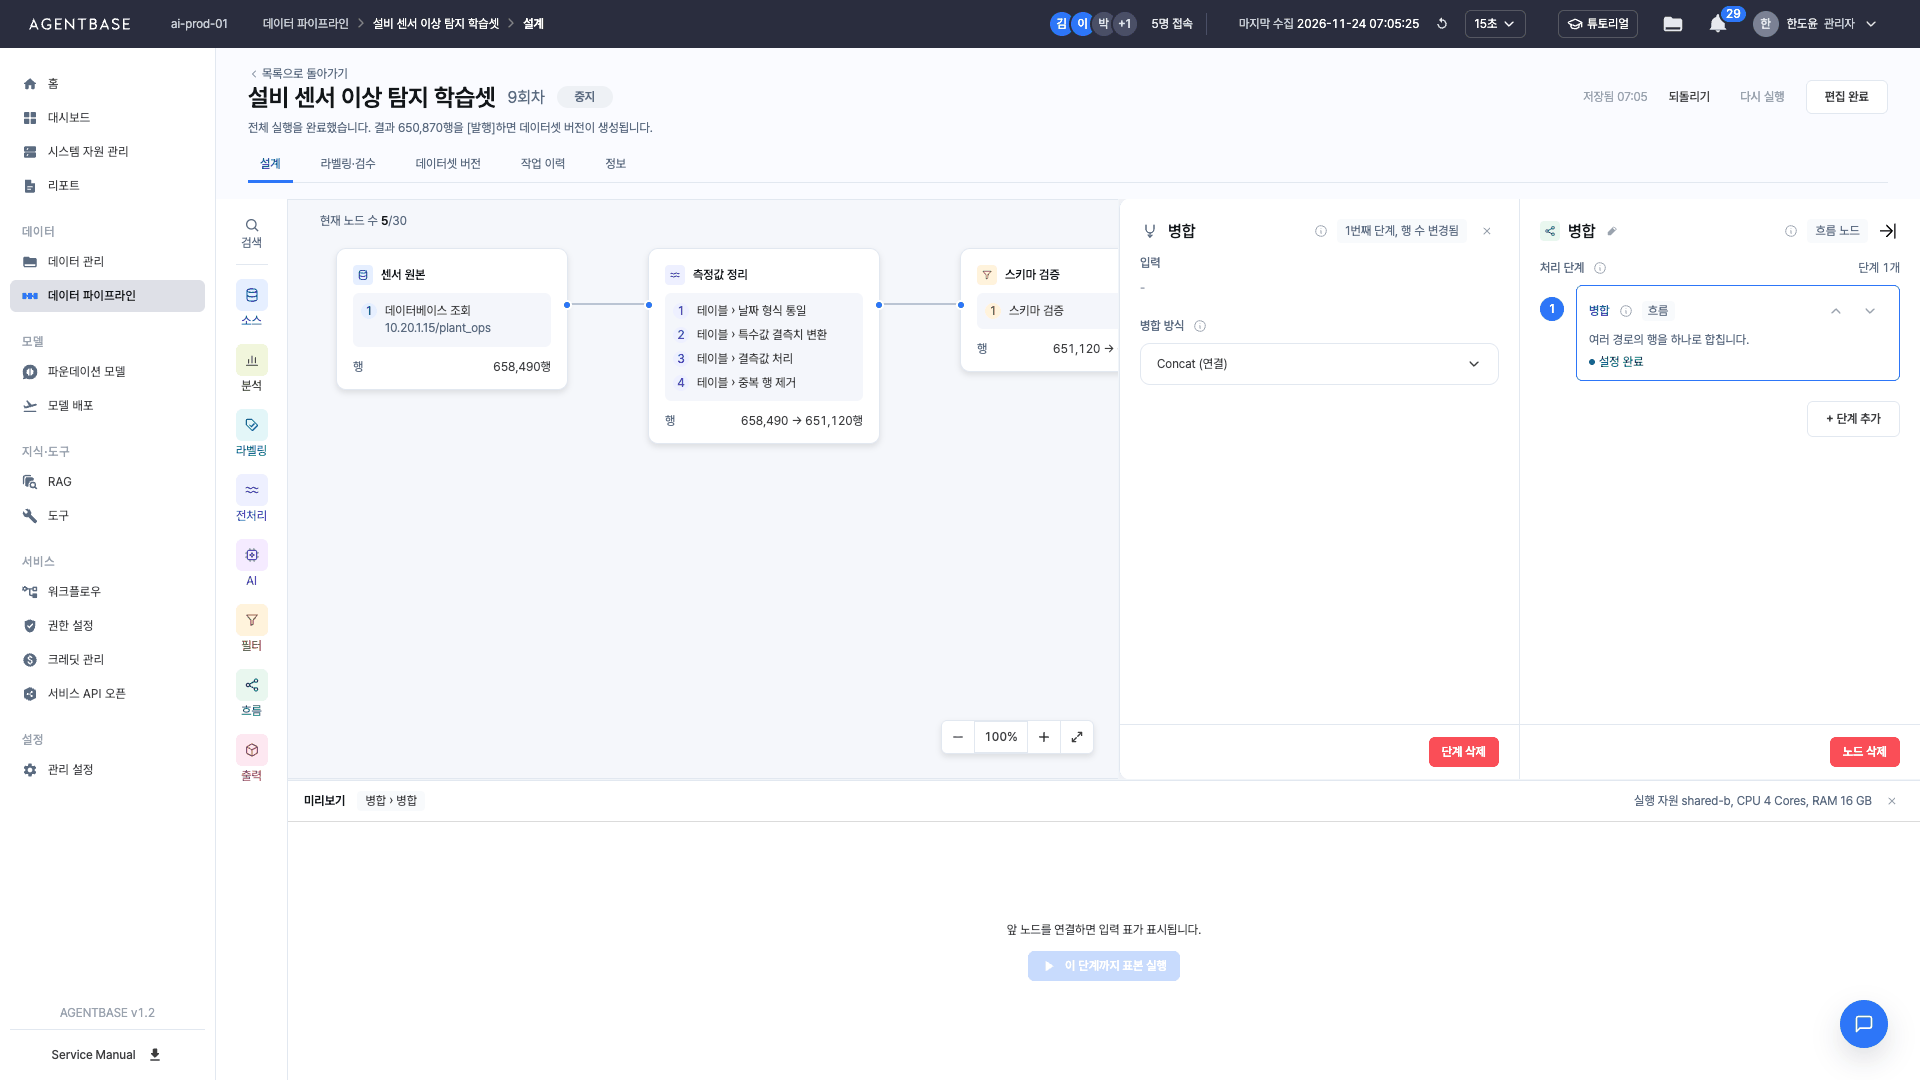 AGENTBASE
ai-prod-01
데이터 파이프라인 > 설비 센서 이상 탐지 학습셋 > 설계
김 이 박 +1 5명 접속
마지막 수집 2026-11-24 07:05:25
15초
튜토리얼
29
한 한도윤 관리자
홈
대시보드
시스템 자원 관리
리포트
데이터
데이터 관리
데이터 파이프라인
모델
파운데이션 모델
모델 배포
지식·도구
RAG
도구
서비스
워크플로우
권한 설정
크레딧 관리
서비스 API 오픈
설정
관리 설정
AGENTBASE v1.2
Service Manual
목록으로 돌아가기
설비 센서 이상 탐지 학습셋 9회차 중지
전체 실행을 완료했습니다. 결과 650,870행을 [발행]하면 데이터셋 버전이 생성됩니다.
저장됨 07:05 되돌리기 다시 실행 편집 완료
설계 라벨링·검수 데이터셋 버전 작업 이력 정보
검색
소스
분석
라벨링
전처리
AI
필터
흐름
출력
현재 노드 수 5/30
센서 원본
1 데이터베이스 조회
10.20.1.15/plant_ops
행 658,490행
측정값 정리
1 테이블 › 날짜 형식 통일
2 테이블 › 특수값 결측치 변환
3 테이블 › 결측값 처리
4 테이블 › 중복 행 제거
행 658,490 → 651,120행
스키마 검증
1 스키마 검증
행 651,120 →
100%
병합
1번째 단계, 행 수 변경됨
입력
-
병합 방식
Concat (연결)
단계 삭제
병합
흐름 노드
처리 단계
단계 1개
1 병합 흐름
여러 경로의 행을 하나로 합칩니다.
설정 완료
+ 단계 추가
노드 삭제
미리보기 병합 › 병합
실행 자원 shared-b, CPU 4 Cores, RAM 16 GB
앞 노드를 연결하면 입력 표가 표시됩니다.
이 단계까지 표본 실행